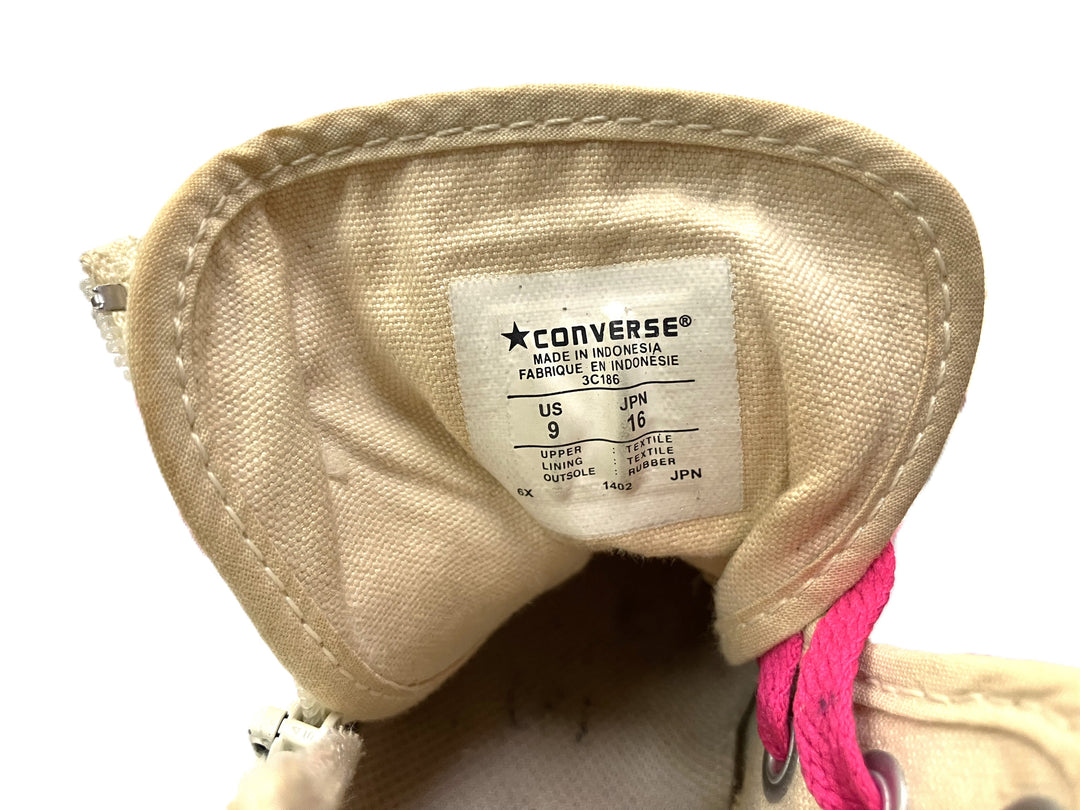 ★CONVERSE®
MADE IN INDONESIA
FABRIQUE EN INDONÉSIE
3C186
US JPN
9 16
UPPER : TEXTILE
LINING : TEXTILE
OUTSOLE : RUBBER
6X 1402 JPN